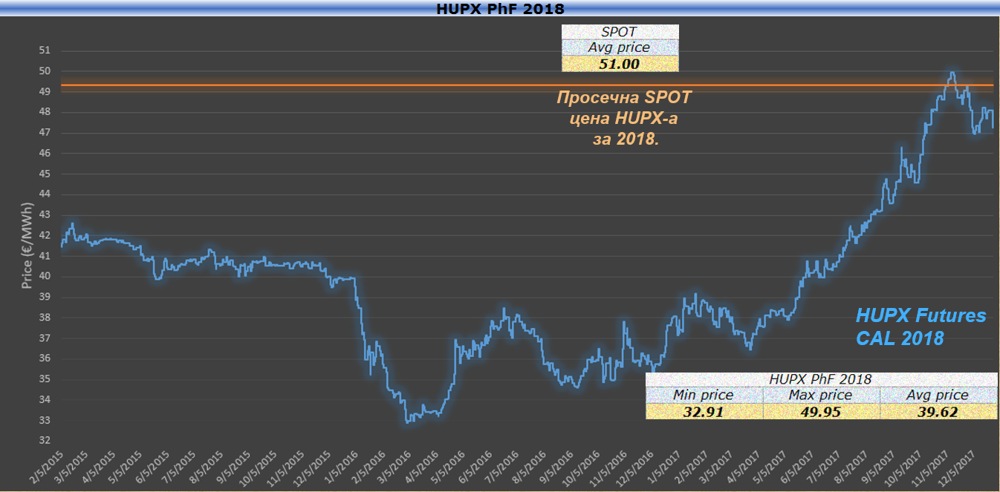 HUPX PhF 2018
SPOT
Avg price
51.00
51
50
49
48
47
46
45
44
43
42
41
40
39
38
37
36
35
34
33
32
Price (€/MWh)
Просечна SPOT
цена HUPX-а
за 2018.
HUPX Futures
CAL 2018
HUPX PhF 2018
Min price Max price Avg price
32.91 49.95 39.62
2/5/2015 3/5/2015 4/5/2015 5/5/2015 6/5/2015 7/5/2015 8/5/2015 9/5/2015 10/5/2015 11/5/2015 12/5/2015 1/5/2016 2/5/2016 3/5/2016 4/5/2016 5/5/2016 6/5/2016 7/5/2016 8/5/2016 9/5/2016 10/5/2016 11/5/2016 12/5/2016 1/5/2017 2/5/2017 3/5/2017 4/5/2017 5/5/2017 6/5/2017 7/5/2017 8/5/2017 9/5/2017 10/5/2017 11/5/2017 12/5/2017